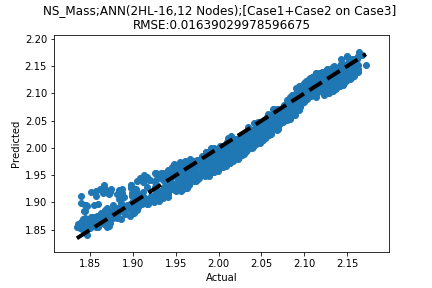 NS_Mass;ANN(2HL-16,12 Nodes);[Case1+Case2 on Case3]
RMSE:0.01639029978596675
2.20
2.15
2.10
2.05
2.00
1.95
1.90
1.85
Predicted
1.85 1.90 1.95 2.00 2.05 2.10 2.15
Actual